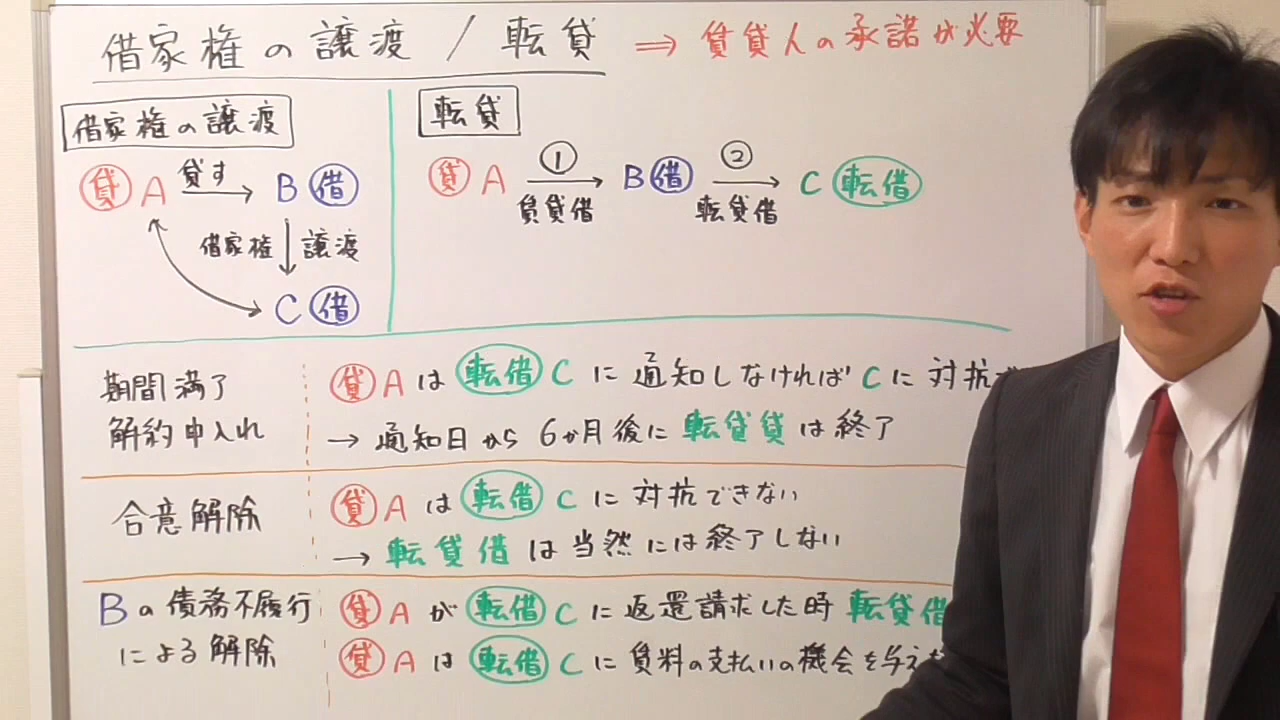 借家権の譲渡 / 転貸 ⇒ 賃貸人の承諾が必要
借家権の譲渡
貸 A 貸す B 借
借家権 譲渡
C 借
転貸
貸 A ① B 借 ② C 転借
賃貸借 転貸借
期間満了
解約申入れ
貸 A は 転借 C に 通知しなければ C に 対抗で
→ 通知日から 6か月後に 転貸貸 は終了
合意解除
貸 A は 転借 C に 対抗できない
→ 転貸借 は当然には終了しない
Bの債務不履行
による解除
貸 A が 転借 C に返還請求した時 転貸借
貸 A は 転借 C に賃料の支払いの機会を与え